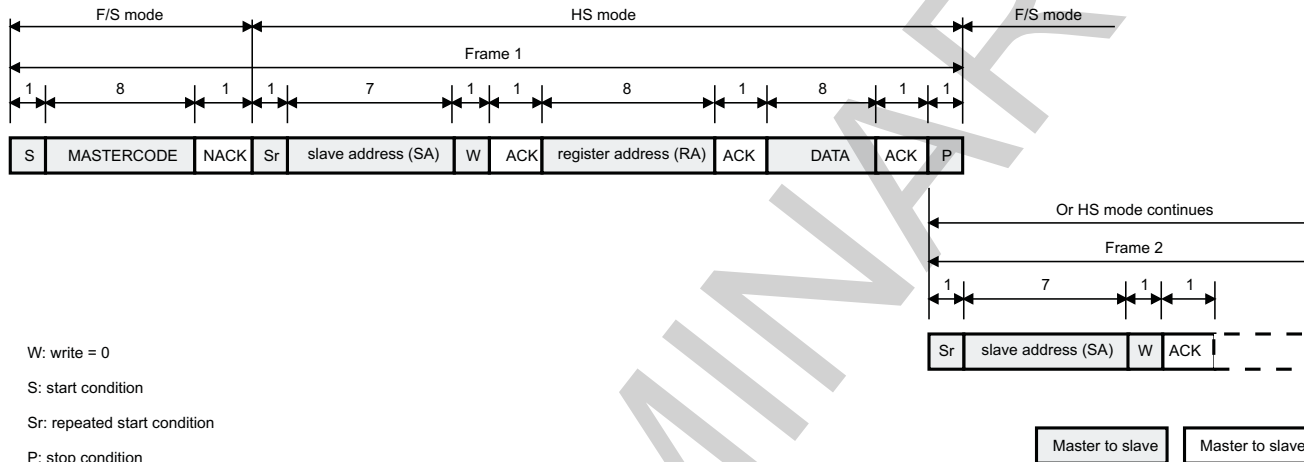 F/S mode HS mode F/S mode
Frame 1
1 8 1 1 7 1 1 8 1 8 1 1
S MASTERCODE NACK Sr slave address (SA) W ACK register address (RA) ACK DATA ACK P
Or HS mode continues
Frame 2
1 7 1 1
Sr slave address (SA) W ACK
W: write = 0
S: start condition
Sr: repeated start condition
P: stop condition
Master to slave Master to slave
MINAR